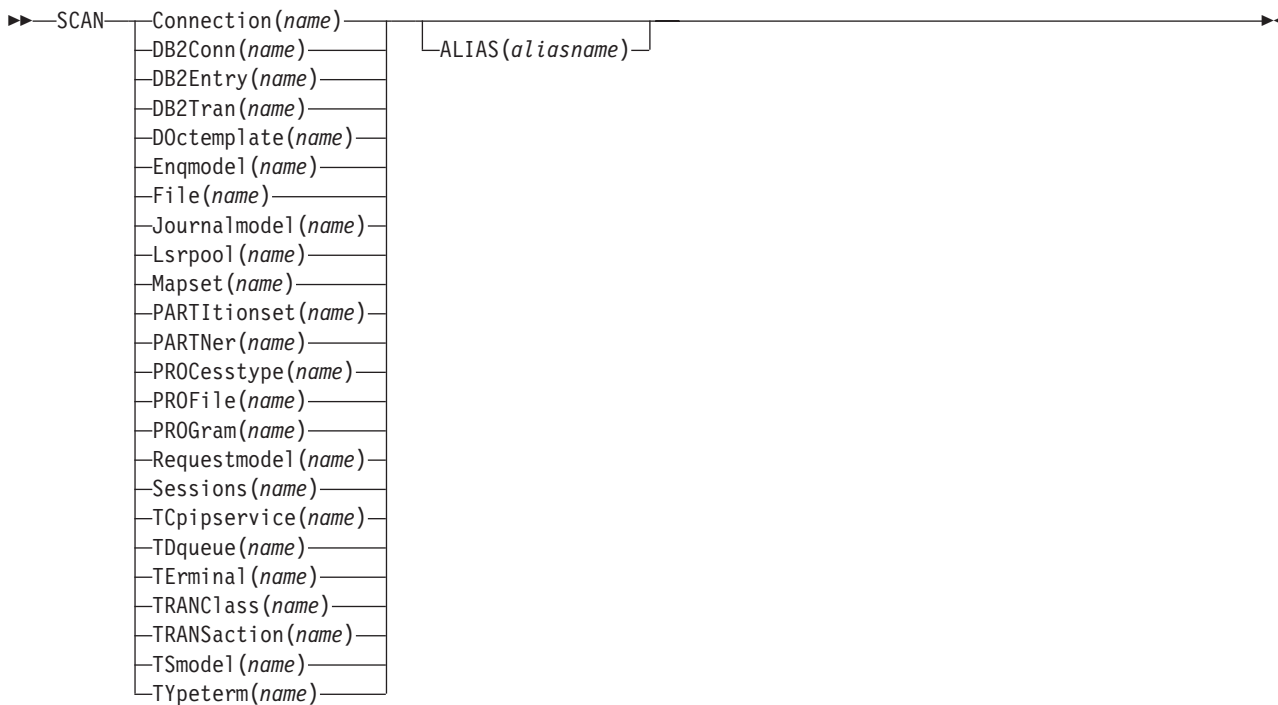 SCAN Connection(name)
DB2Conn(name) ALIAS(aliasname)
DB2Entry(name)
DB2Tran(name)
DOctemplate(name)
Enqmodel(name)
File(name)
Journalmodel(name)
Lsrpool(name)
Mapset(name)
PARTItionset(name)
PARTNer(name)
PROCesstype(name)
PROFile(name)
PROGram(name)
Requestmodel(name)
Sessions(name)
TCpipservice(name)
TDqueue(name)
TErminal(name)
TRANClass(name)
TRANSaction(name)
TSmodel(name)
TYpeterm(name)